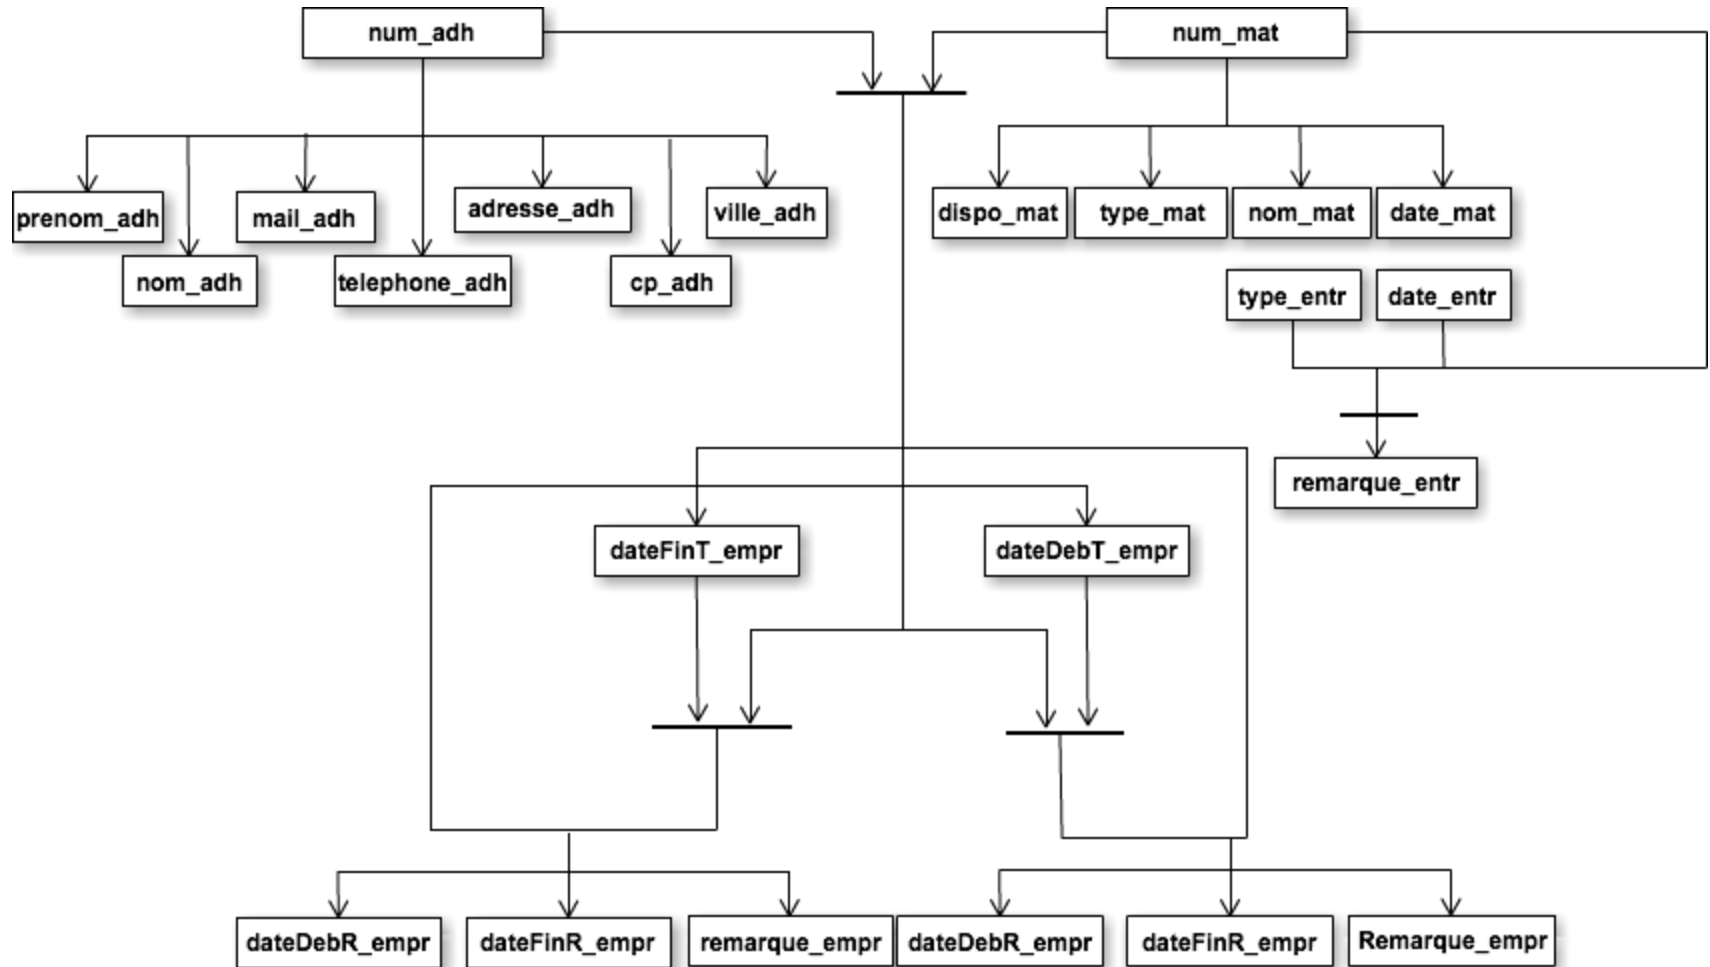 num_adh
num_mat
prenom_adh
mail_adh
adresse_adh
ville_adh
dispo_mat
type_mat
nom_mat
date_mat
nom_adh
telephone_adh
cp_adh
type_entr
date_entr
remarque_entr
dateFinT_empr
dateDebT_empr
dateDebR_empr
dateFinR_empr
remarque_empr
dateDebR_empr
dateFinR_empr
Remarque_empr